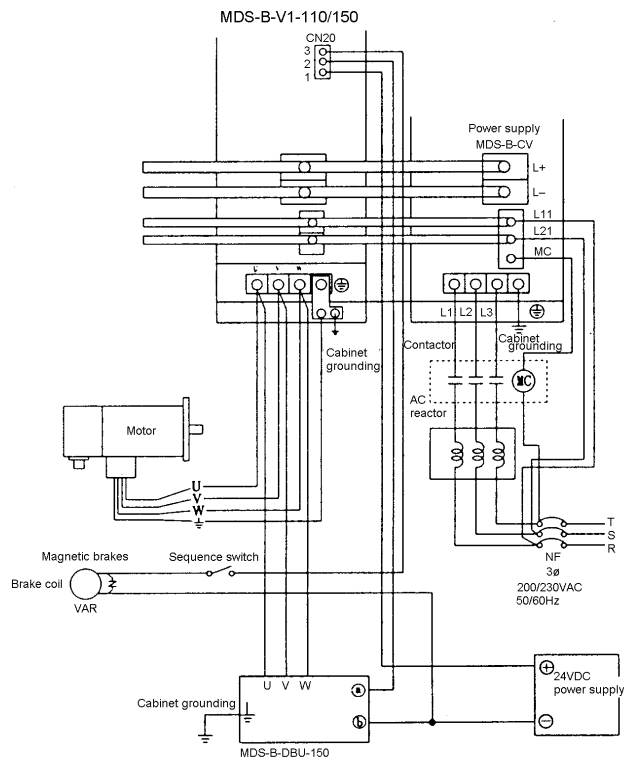 MDS-B-V1-110/150
CN20
3
2
1
Power supply
MDS-B-CV
L+
L–
L11
L21
MC
L1 L2 L3
Cabinet
grounding
Contactor
Cabinet
grounding
MC
AC
reactor
Motor
U
V
W
T
S
R
NF
3ø
200/230VAC
50/60Hz
Magnetic brakes
Sequence switch
Brake coil
VAR
U V W
a
b
Cabinet grounding
MDS-B-DBU-150
24VDC
power supply